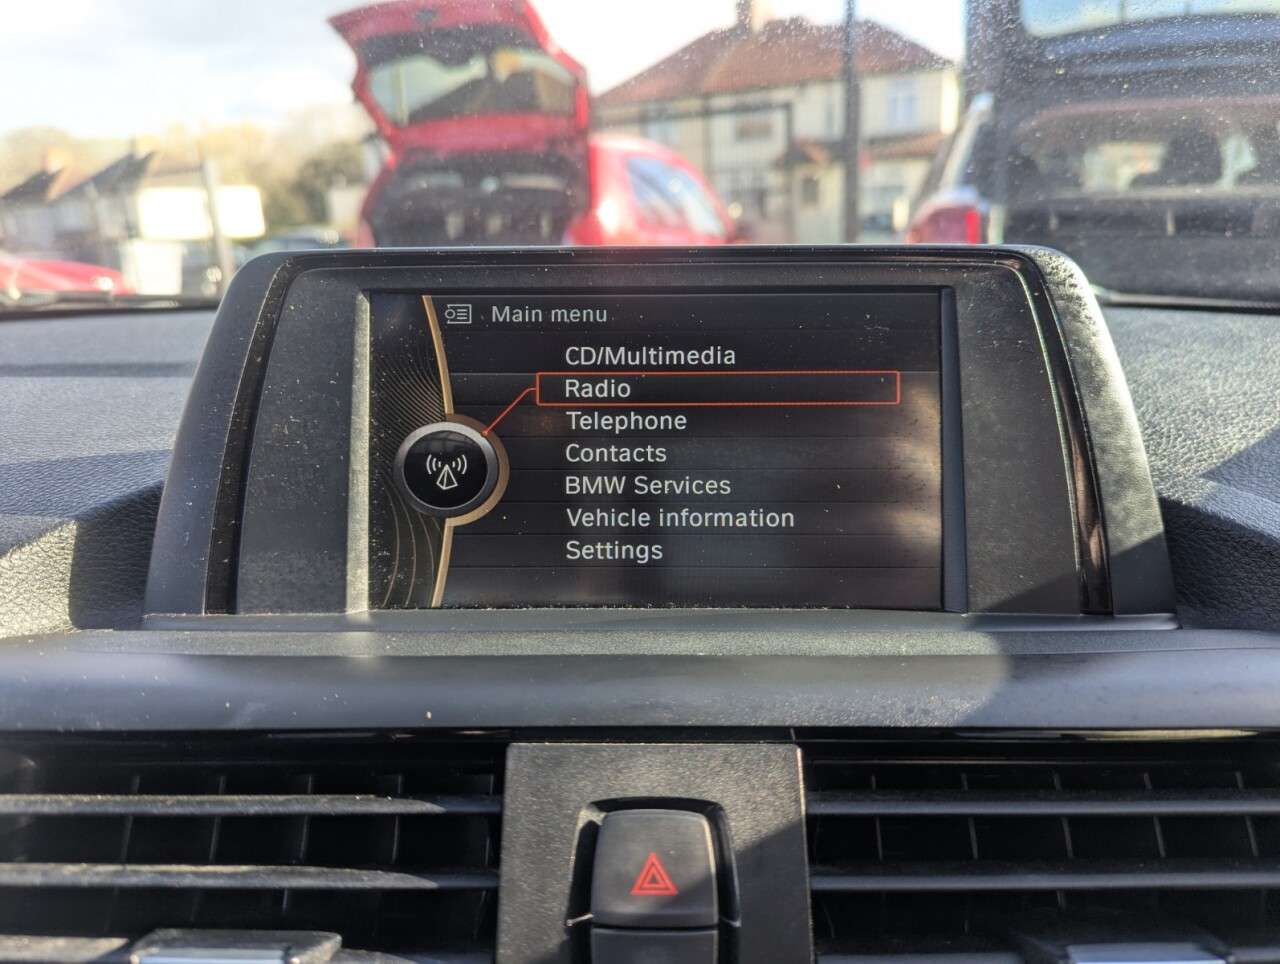 Main menu
CD/Multimedia
Radio
Telephone
Contacts
BMW Services
Vehicle information
Settings